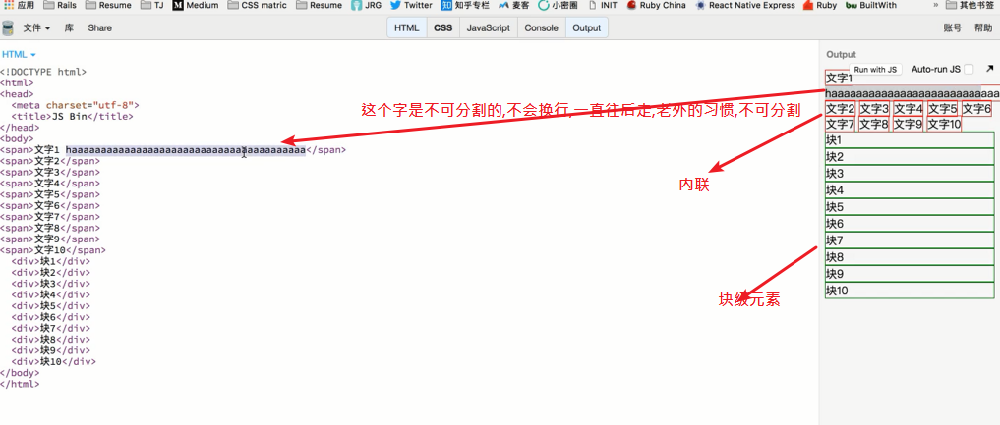 应用 Rails Resume TJ Medium CSS matric Resume JRG Twitter 知乎专栏 麦客 小密圈 INIT Ruby China React Native Express Ruby BuiltWith » 其他书签
文件 库 Share HTML CSS JavaScript Console Output 账号 帮助
HTML
<!DOCTYPE html>
<html>
<head>
<meta charset="utf-8">
<title>JS Bin</title>
</head>
<body>
<span>文字1 haaaaaaaaaaaaaaaaaaaaaaaaaaaaaaaaaaaaaaaa</span>
<span>文字2</span>
<span>文字3</span>
<span>文字4</span>
<span>文字5</span>
<span>文字6</span>
<span>文字7</span>
<span>文字8</span>
<span>文字9</span>
<span>文字10</span>
<div>块1</div>
<div>块2</div>
<div>块3</div>
<div>块4</div>
<div>块5</div>
<div>块6</div>
<div>块7</div>
<div>块8</div>
<div>块9</div>
<div>块10</div>
</body>
</html>
这个字是不可分割的,不会换行,一直往后走,老外的习惯,不可分割
内联
块级元素
Output
Run with JS Auto-run JS
文字1
haaaaaaaaaaaaaaaaaaaaaaaaaaa
文字2 文字3 文字4 文字5 文字6
文字7 文字8 文字9 文字10
块1
块2
块3
块4
块5
块6
块7
块8
块9
块10